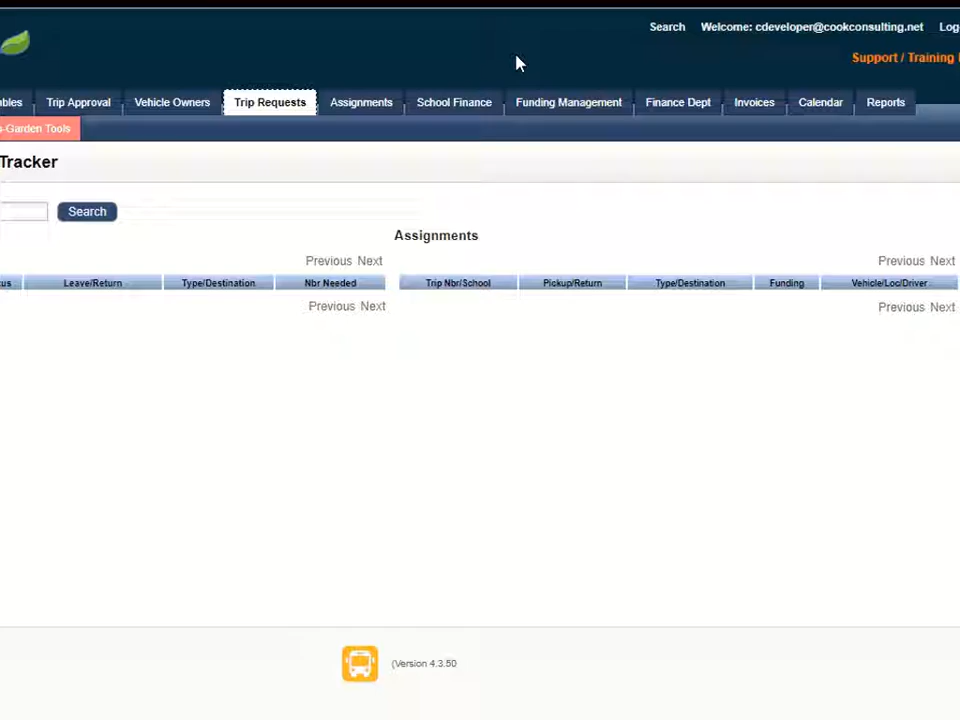 Search Welcome: cdeveloper@cookconsulting.net Log
Support / Training
bles Trip Approval Vehicle Owners Trip Requests Assignments School Finance Funding Management Finance Dept Invoices Calendar Reports
-Garden Tools
Tracker
Search
Assignments
Previous Next Previous Next
us Leave/Return Type/Destination Nbr Needed Trip Nbr/School Pickup/Return Type/Destination Funding Vehicle/Loc/Driver
Previous Next Previous Next
(Version 4.3.50